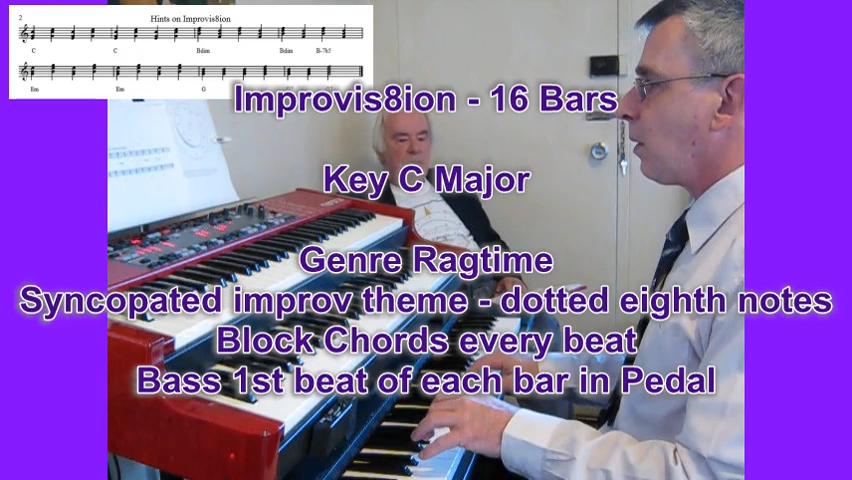 2
Hints on Improvis8ion
C C Bdim Bdim B-7b5
Em Em G
Improvis8ion - 16 Bars
Key C Major
Genre Ragtime
Syncopated improv theme - dotted eighth notes
Block Chords every beat
Bass 1st beat of each bar in Pedal